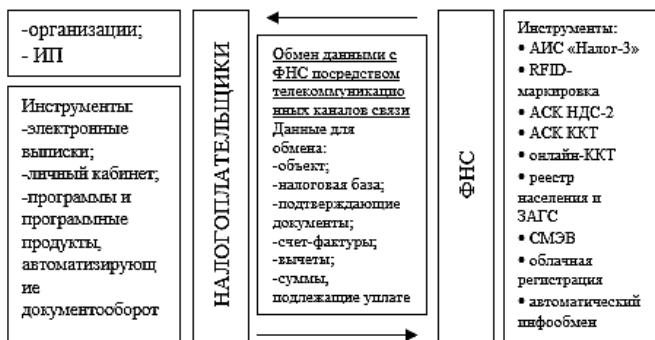 -организации;
- ИП
Инструменты:
-электронные
выписки;
-личный кабинет;
-программы и
программные
продукты,
автоматизирующ
ие
документооборот
НАЛОГОПЛАТЕЛЬЩИКИ
Обмен данными с
ФНС посредством
телекоммуникацио
нных каналов связи
Данные для
обмена:
-объект;
-налоговая база;
-подтверждающие
документы;
-счет-фактуры;
-вычеты;
-суммы,
подлежащие уплате
ФНС
Инструменты:
• АИС «Налог-3»
• RFID-
маркировка
• АСК НДС-2
• АСК ККТ
• онлайн-ККТ
• реестр
населения и
ЗАГС
• СМЭВ
• облачная
регистрация
• автоматический
инфообмен